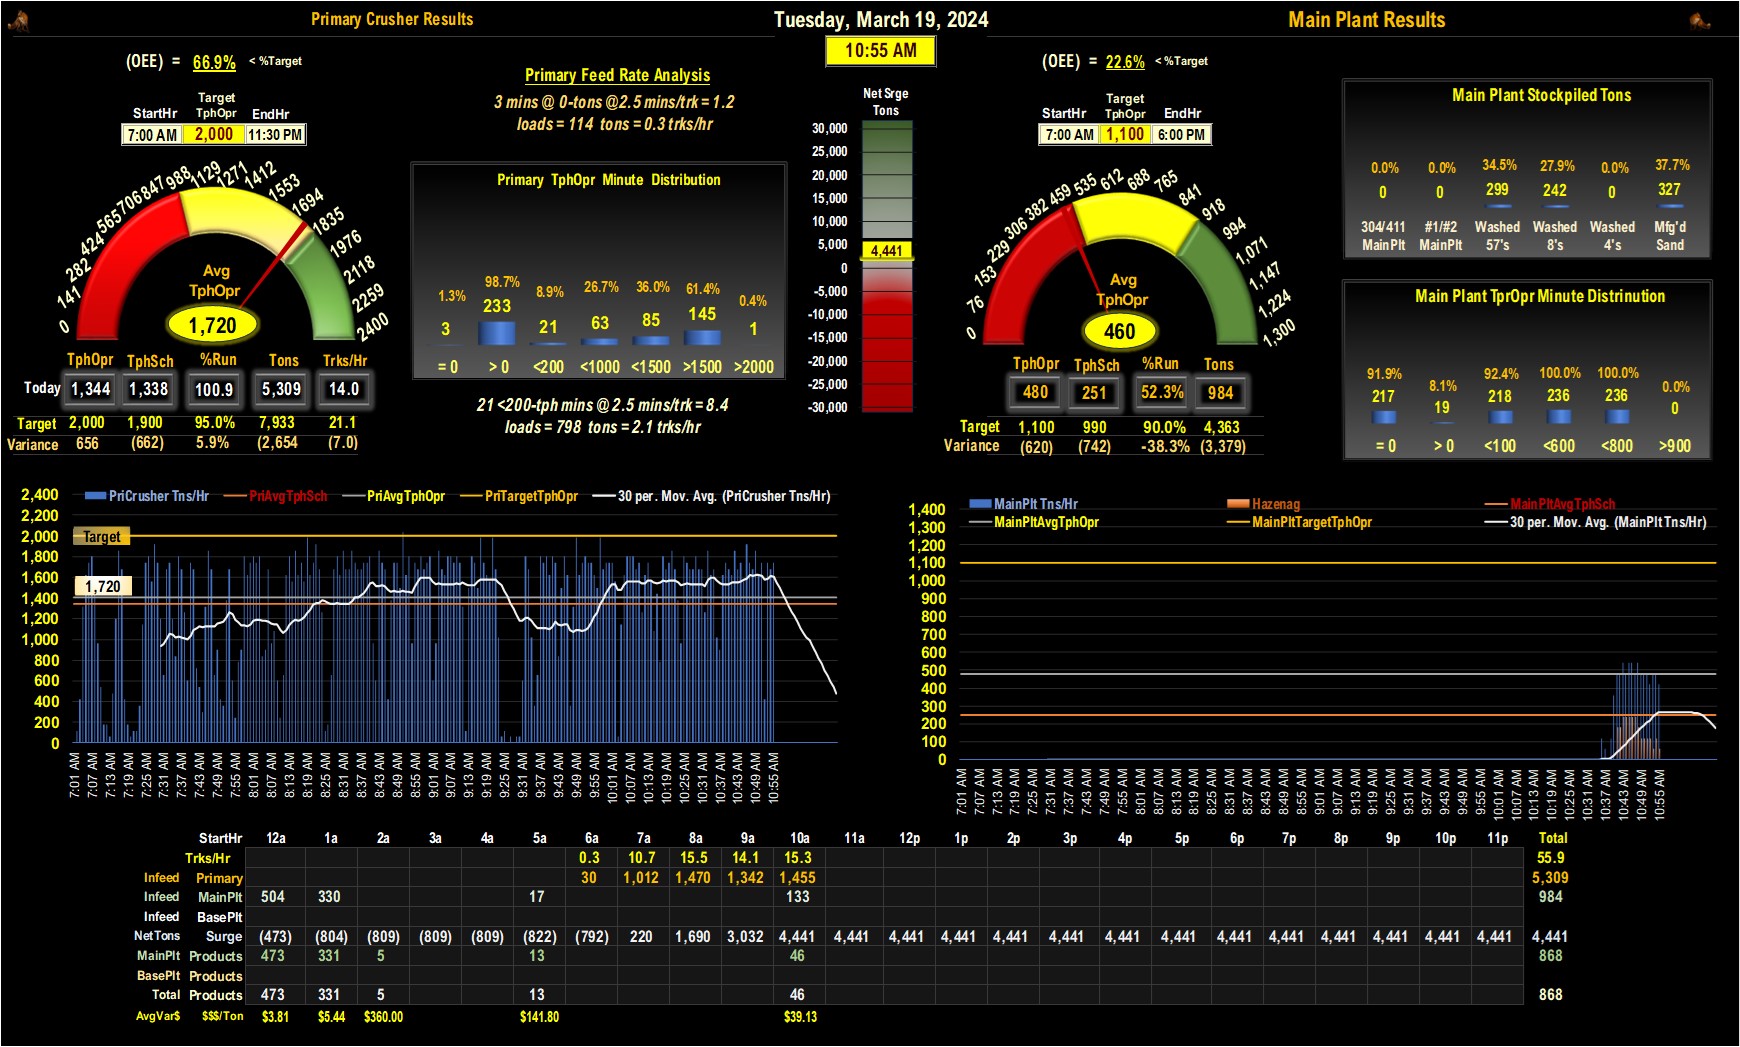 Primary Crusher Results
Tuesday, March 19, 2024
Main Plant Results
10:55 AM
(OEE) = 66.9% < %Target
Target
StartHr TphOpr EndHr
7:00 AM 2,000 11:30 PM
0 141 282 424 565 706 847 988 1129 1271 1412 1553 1694 1835 1976 2118 2259 2400
Avg
TphOpr
1,720
TphOpr TphSch %Run Tons Trks/Hr
Today 1,344 1,338 100.9 5,309 14.0
Target 2,000 1,900 95.0% 7,933 21.1
Variance 656 (662) 5.9% (2,654 (7.0)
Primary Feed Rate Analysis
3 mins @ 0-tons @2.5 mins/trk = 1.2
loads = 114 tons = 0.3 trks/hr
Primary TphOpr Minute Distribution
1.3% 98.7% 8.9% 26.7% 36.0% 61.4% 0.4%
3 233 21 63 85 145 1
= 0 > 0 <200 <1000 <1500 >1500 >2000
21 <200-tph mins @ 2.5 mins/trk = 8.4
loads = 798 tons = 2.1 trks/hr
Net Srge
Tons
30,000
25,000
20,000
15,000
10,000
5,000
4,441
0
-5,000
-10,000
-15,000
-20,000
-25,000
-30,000
(OEE) = 22.6% < %Target
Target
StartHr TphOpr EndHr
7:00 AM 1,100 6:00 PM
0 76 153 229 306 382 459 535 612 688 765 841 918 994 1,071 1,147 1,224 1,300
Avg
TphOpr
460
TphOpr TphSch %Run Tons
480 251 52.3% 984
Target 1,100 990 90.0% 4,363
Variance (620) (742) -38.3% (3,379)
Main Plant Stockpiled Tons
0.0% 0.0% 34.5% 27.9% 0.0% 37.7%
0 0 299 242 0 327
304/411 #1/#2 Washed Washed Washed Mfg'd
MainPlt MainPlt 57's 8's 4's Sand
Main Plant TprOpr Minute Distrinution
91.9% 8.1% 92.4% 100.0% 100.0% 0.0%
217 19 218 236 236 0
= 0 > 0 <100 <600 <800 >900
PriCrusher Tns/Hr PriAvgTphSch PriAvgTphOpr PriTargetTphOpr 30 per. Mov. Avg. (PriCrusher Tns/Hr)
2,400
2,200
2,000
1,800
1,600
1,400
1,200
1,000
800
600
400
200
0
Target
1,720
7:01 AM 7:07 AM 7:13 AM 7:19 AM 7:25 AM 7:31 AM 7:37 AM 7:43 AM 7:49 AM 7:55 AM 8:01 AM 8:07 AM 8:13 AM 8:19 AM 8:25 AM 8:31 AM 8:37 AM 8:43 AM 8:49 AM 8:55 AM 9:01 AM 9:07 AM 9:13 AM 9:19 AM 9:25 AM 9:31 AM 9:37 AM 9:43 AM 9:49 AM 9:55 AM 10:01 AM 10:07 AM 10:13 AM 10:19 AM 10:25 AM 10:31 AM 10:37 AM 10:43 AM 10:49 AM 10:55 AM
MainPlt Tns/Hr Hazenag MainPltAvgTphSch
MainPltAvgTphOpr MainPltTargetTphOpr 30 per. Mov. Avg. (MainPlt Tns/Hr)
1,400
1,300
1,200
1,100
1,000
900
800
700
600
500
400
300
200
100
0
7:01 AM 7:07 AM 7:13 AM 7:19 AM 7:25 AM 7:31 AM 7:37 AM 7:43 AM 7:49 AM 7:55 AM 8:01 AM 8:07 AM 8:13 AM 8:19 AM 8:25 AM 8:31 AM 8:37 AM 8:43 AM 8:49 AM 8:55 AM 9:01 AM 9:07 AM 9:13 AM 9:19 AM 9:25 AM 9:31 AM 9:37 AM 9:43 AM 9:49 AM 9:55 AM 10:01 AM 10:07 AM 10:13 AM 10:19 AM 10:25 AM 10:31 AM 10:37 AM 10:43 AM 10:49 AM 10:55 AM
StartHr 12a 1a 2a 3a 4a 5a 6a 7a 8a 9a 10a 11a 12p 1p 2p 3p 4p 5p 6p 7p 8p 9p 10p 11p Total
Trks/Hr 0.3 10.7 15.5 14.1 15.3 55.9
Infeed Primary 30 1,012 1,470 1,342 1,455 5,309
Infeed MainPlt 504 330 17 133 984
Infeed BasePlt
NetTons Surge (473) (804) (809) (809) (809) (822) (792) 220 1,690 3,032 4,441 4,441 4,441 4,441 4,441 4,441 4,441 4,441 4,441 4,441 4,441 4,441 4,441 4,441 4,441
MainPlt Products 473 331 5 13 46 868
BasePlt Products
Total Products 473 331 5 13 46 868
AvgVar$ $$$/Ton $3.81 $5.44 $360.00 $141.80 $39.13